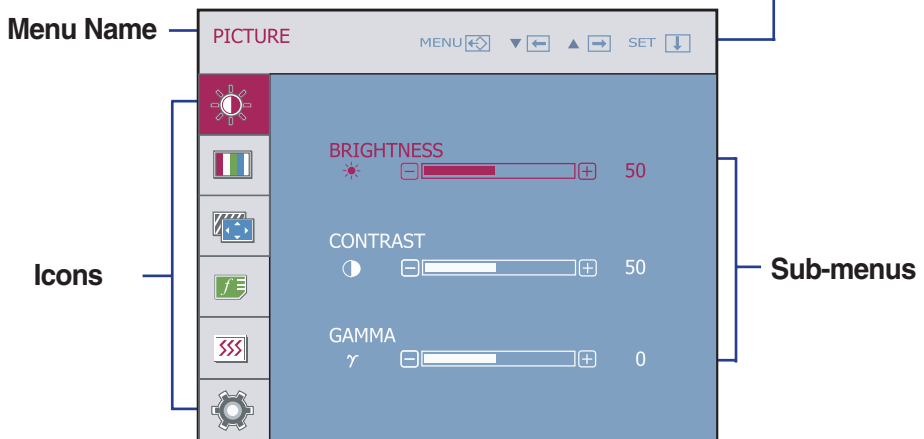 Menu Name
PICTURE
MENU ▼ ▲ SET
BRIGHTNESS
50
CONTRAST
50
Icons
Sub-menus
GAMMA
γ 0